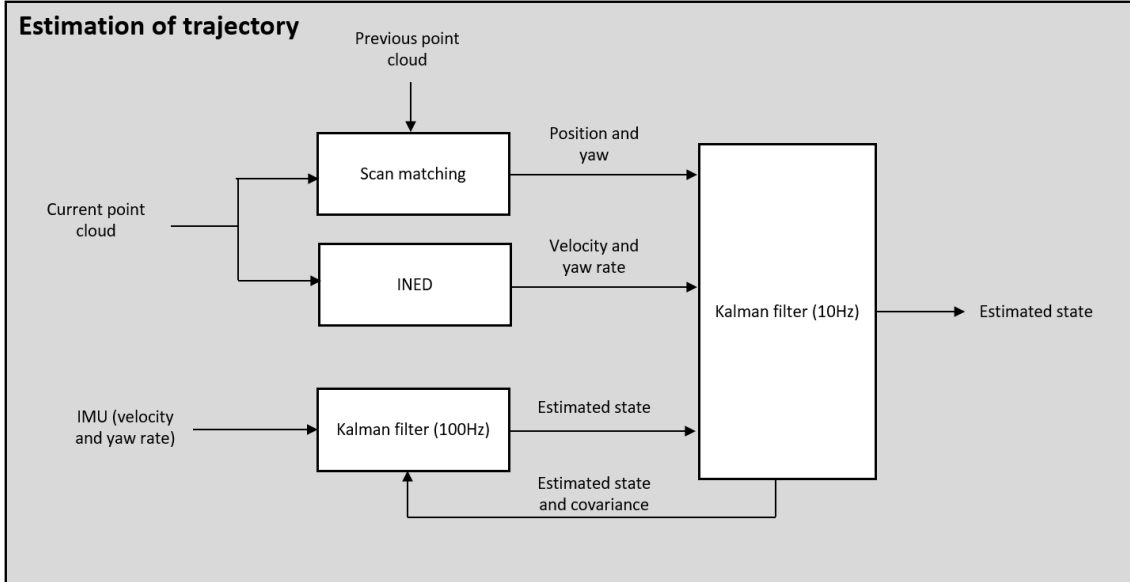 Estimation of trajectory
Previous point
cloud
Position and
yaw
Scan matching
Current point
cloud
Velocity and
yaw rate
INED
Kalman filter (10Hz)
Estimated state
IMU (velocity
and yaw rate)
Kalman filter (100Hz)
Estimated state
Estimated state
and covariance